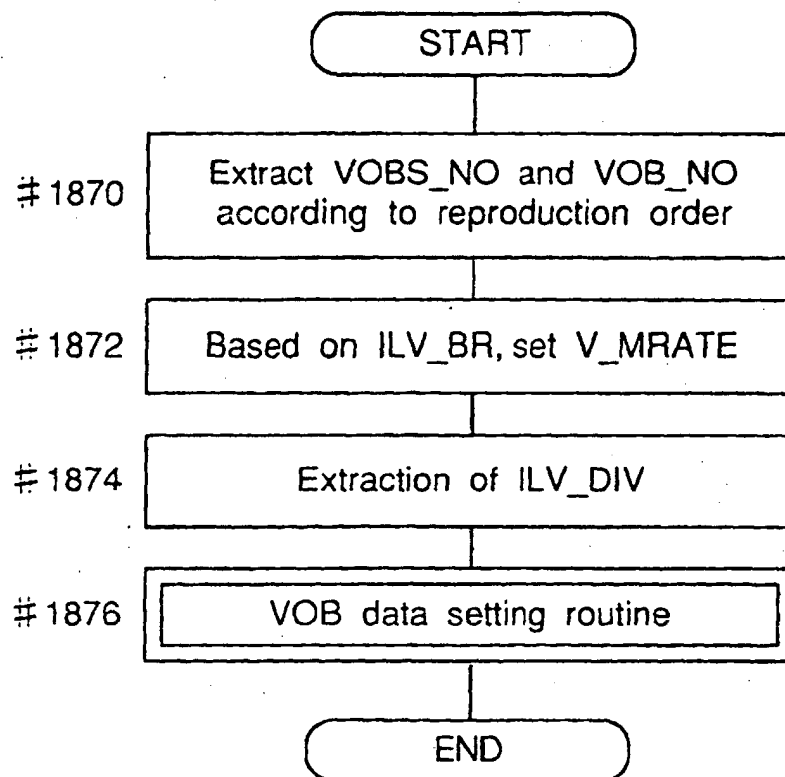 START
#1870
Extract VOBS_NO and VOB_NO
according to reproduction order
#1872
Based on ILV_BR, set V_MRATE
#1874
Extraction of ILV_DIV
#1876
VOB data setting routine
END